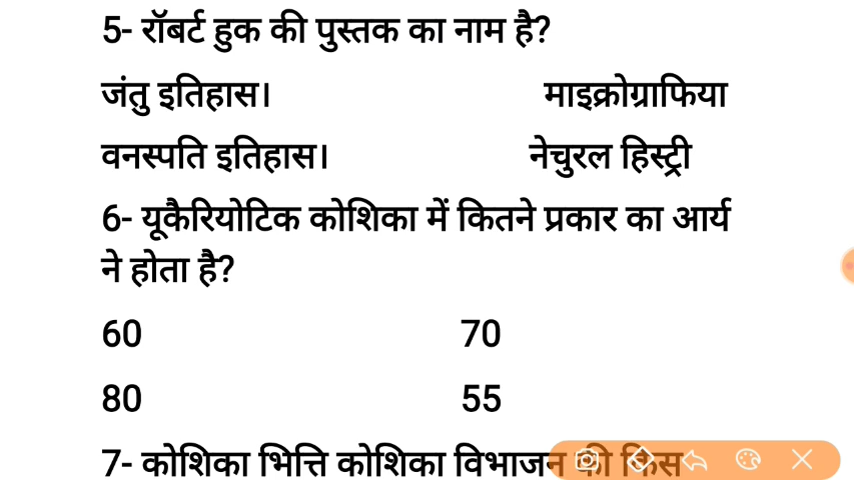 5- रॉबर्ट हुक की पुस्तक का नाम है?
जंतु इतिहास। माइक्रोग्राफिया
वनस्पति इतिहास। नेचुरल हिस्ट्री
6- यूकैरियोटिक कोशिका में कितने प्रकार का आर्य
ने होता है?
60 70
80 55
7- कोशिका भित्ति कोशिका विभाजन की किस